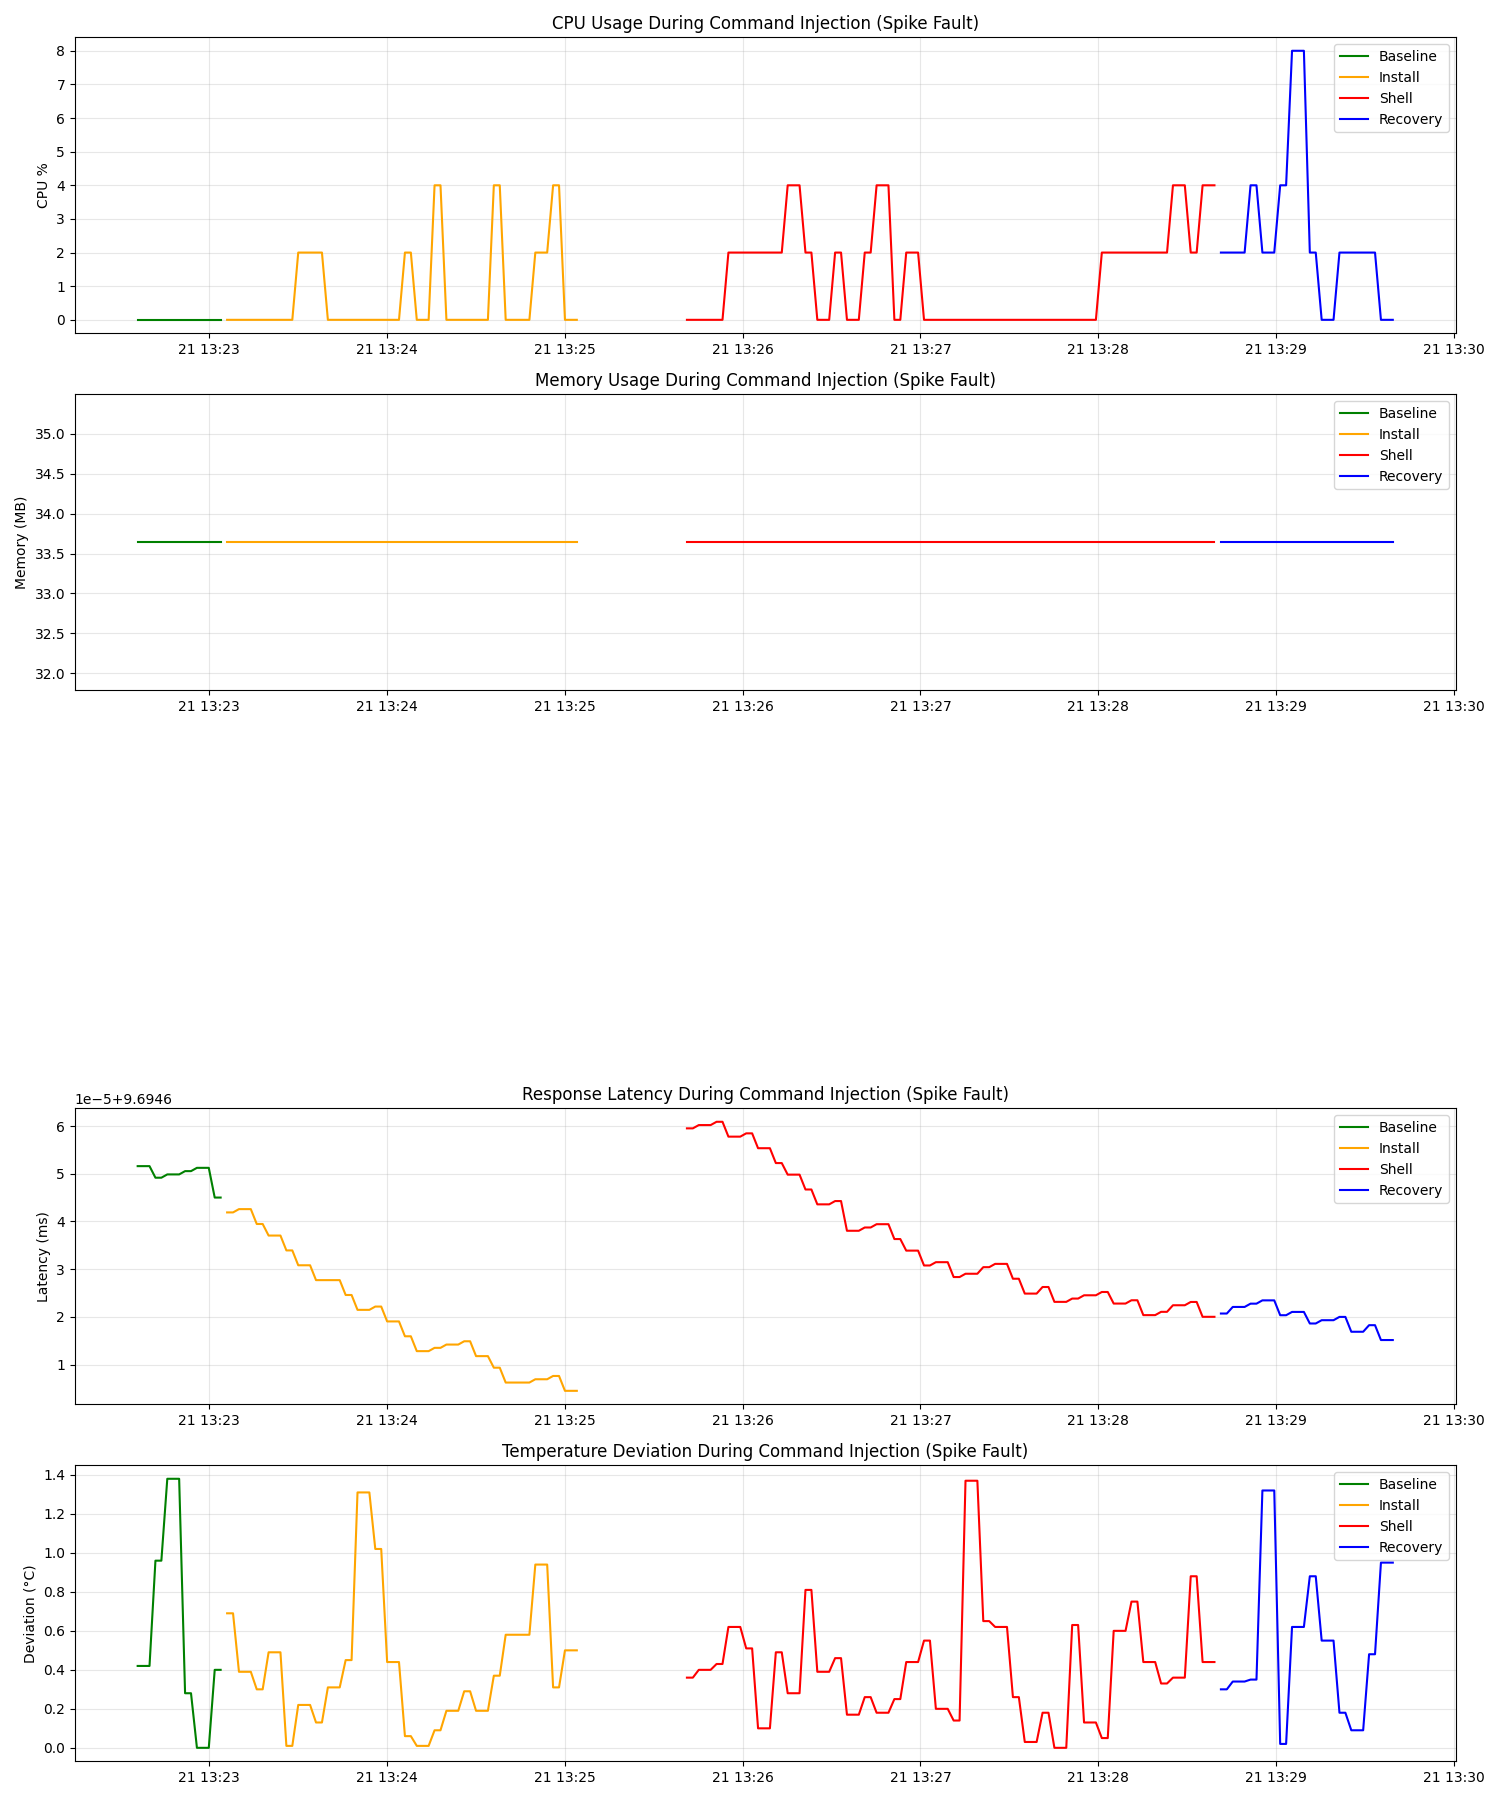 CPU Usage During Command Injection (Spike Fault)
CPU %
8
7
6
5
4
3
2
1
0
Baseline
Install
Shell
Recovery
21 13:23 21 13:24 21 13:25 21 13:26 21 13:27 21 13:28 21 13:29 21 13:30
Memory Usage During Command Injection (Spike Fault)
Memory (MB)
35.0
34.5
34.0
33.5
33.0
32.5
32.0
Baseline
Install
Shell
Recovery
21 13:23 21 13:24 21 13:25 21 13:26 21 13:27 21 13:28 21 13:29 21 13:30
Response Latency During Command Injection (Spike Fault)
1e−5+9.6946
Latency (ms)
6
5
4
3
2
1
Baseline
Install
Shell
Recovery
21 13:23 21 13:24 21 13:25 21 13:26 21 13:27 21 13:28 21 13:29 21 13:30
Temperature Deviation During Command Injection (Spike Fault)
Deviation (°C)
1.4
1.2
1.0
0.8
0.6
0.4
0.2
0.0
Baseline
Install
Shell
Recovery
21 13:23 21 13:24 21 13:25 21 13:26 21 13:27 21 13:28 21 13:29 21 13:30